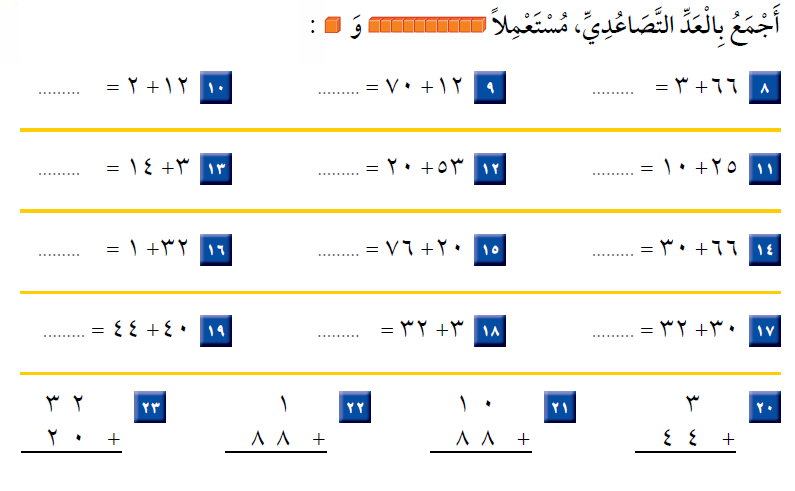 أَجْمَعُ بِالْعَدِّ التَّصَاعُدِيِّ، مُسْتَعْمِلاً وَ :
٨ ٦٦+ ٣ = ......... ٩ ١٢+ ٧٠ = ......... ١٠ ١٢+ ٢ = .........
١١ ٢٥+ ١٠ = ......... ١٢ ٥٣+ ٢٠ = ......... ١٣ ٣+ ١٤ = .........
١٤ ٦٦+ ٣٠ = ......... ١٥ ٢٠+ ٧٦ = ......... ١٦ ٣٢+ ١ = .........
١٧ ٣٠+ ٣٢ = ......... ١٨ ٣+ ٣٢ = ......... ١٩ ٤٠+ ٤٤ = .........
٢٠ ٣ ٢١ ١٠ ٢٢ ١ ٢٣ ٣٢
+ ٤٤ + ٨٨ + ٨٨ + ٢٠